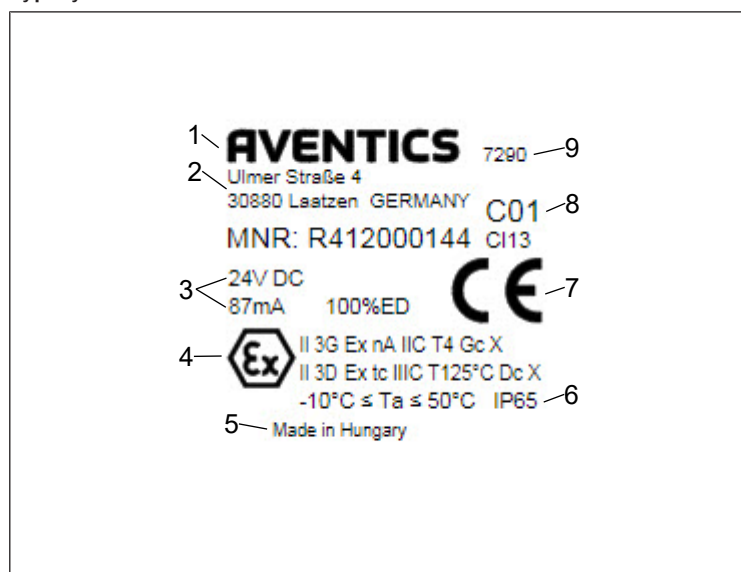 1 AVENTICS 7290 9
2 Ulmer Straße 4
30880 Laatzen GERMANY C01 8
MNR: R412000144 CI13
3 24V DC CE 7
87mA 100%ED
4 Ex II 3G Ex nA IIC T4 Gc X
II 3D Ex tc IIIC T125°C Dc X
-10°C ≤ Ta ≤ 50°C IP65 6
5 Made in Hungary